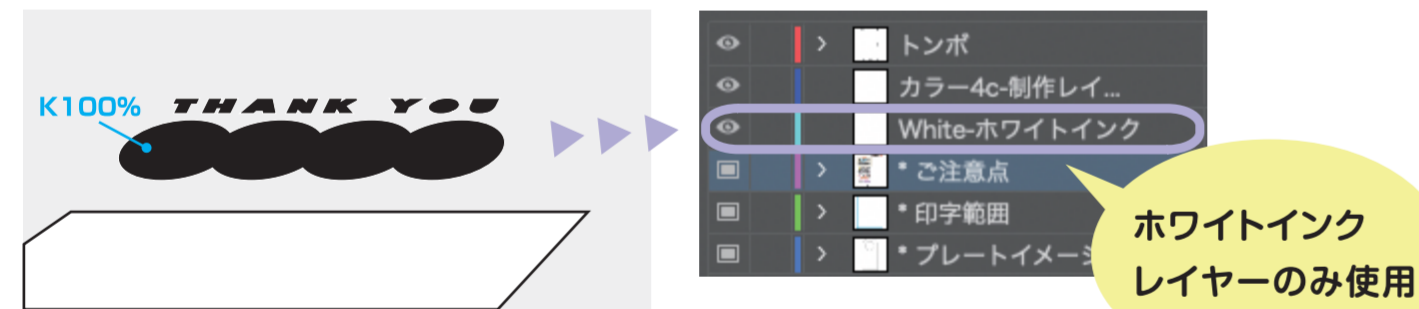 K100%
THANK YOU
トンボ
カラー4c-制作レイ...
White-ホワイトインク
* ご注意点
* 印字範囲
* プレートイメージ
ホワイトインク
レイヤーのみ使用